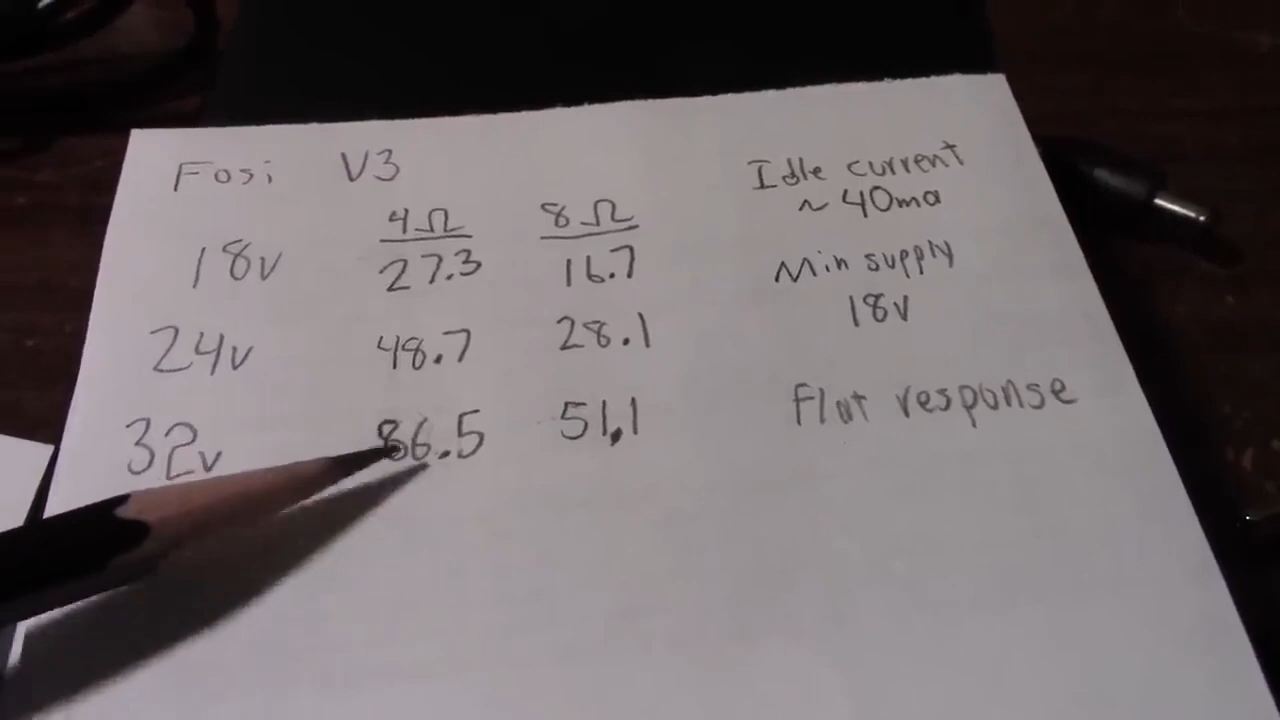 Fosi V3
4Ω 8Ω
18v 27.3 16.7
24v 48.7 28.1
32v 86.5 51.1
Idle current
~ 40ma
Min supply
18v
Flat response